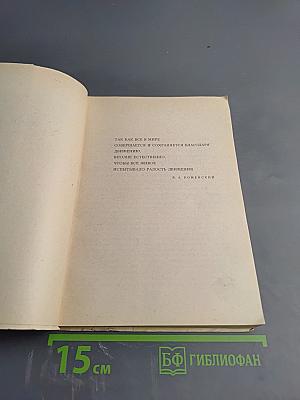 ТАК КАК ВСЕ В МИРЕ
СОВЕРШАЕТСЯ И СОХРАНЯЕТСЯ БЛАГОДАРЯ
ДВИЖЕНИЮ,
ВПОЛНЕ ЕСТЕСТВЕННО,
ЧТОБЫ ВСЕ ЖИВОЕ
ИСПЫТЫВАЛО РАДОСТЬ ДВИЖЕНИЯ
Я. А. КОМЕНСКИЙ
15 см
БФ ГИБЛИОФАН